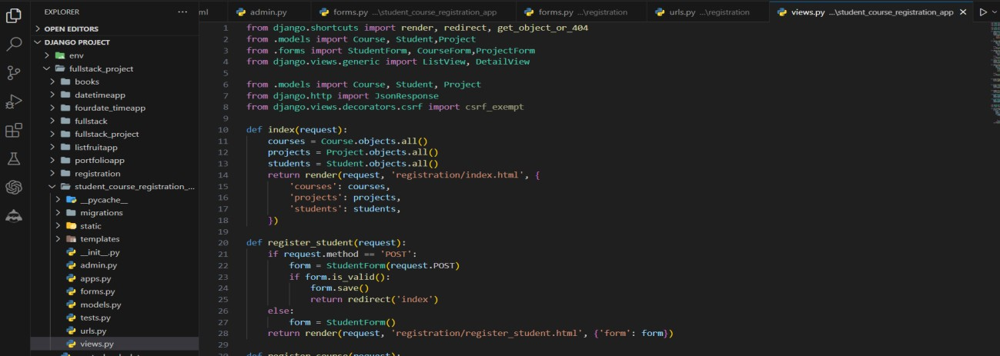 EXPLORER
OPEN EDITORS
DJANGO PROJECT
env
fullstack_project
books
datetimeapp
fourdate_timeapp
fullstack
fullstack_project
listfruitapp
portfolioapp
registration
student_course_registration_...
__pycache__
migrations
static
templates
__init__.py
admin.py
apps.py
forms.py
models.py
tests.py
urls.py
views.py
ml
admin.py
forms.py ...\student_course_registration_app
forms.py ...\registration
urls.py ...\registration
views.py ...\student_course_registration_app
1 from django.shortcuts import render, redirect, get_object_or_404
2 from .models import Course, Student,Project
3 from .forms import StudentForm, CourseForm,ProjectForm
4 from django.views.generic import ListView, DetailView
5
6 from .models import Course, Student, Project
7 from django.http import JsonResponse
8 from django.views.decorators.csrf import csrf_exempt
9
10 def index(request):
11     courses = Course.objects.all()
12     projects = Project.objects.all()
13     students = Student.objects.all()
14     return render(request, 'registration/index.html', {
15         'courses': courses,
16         'projects': projects,
17         'students': students,
18     })
19
20 def register_student(request):
21     if request.method == 'POST':
22         form = StudentForm(request.POST)
23         if form.is_valid():
24             form.save()
25             return redirect('index')
26     else:
27         form = StudentForm()
28     return render(request, 'registration/register_student.html', {'form': form})
29
30 def register_course(request):